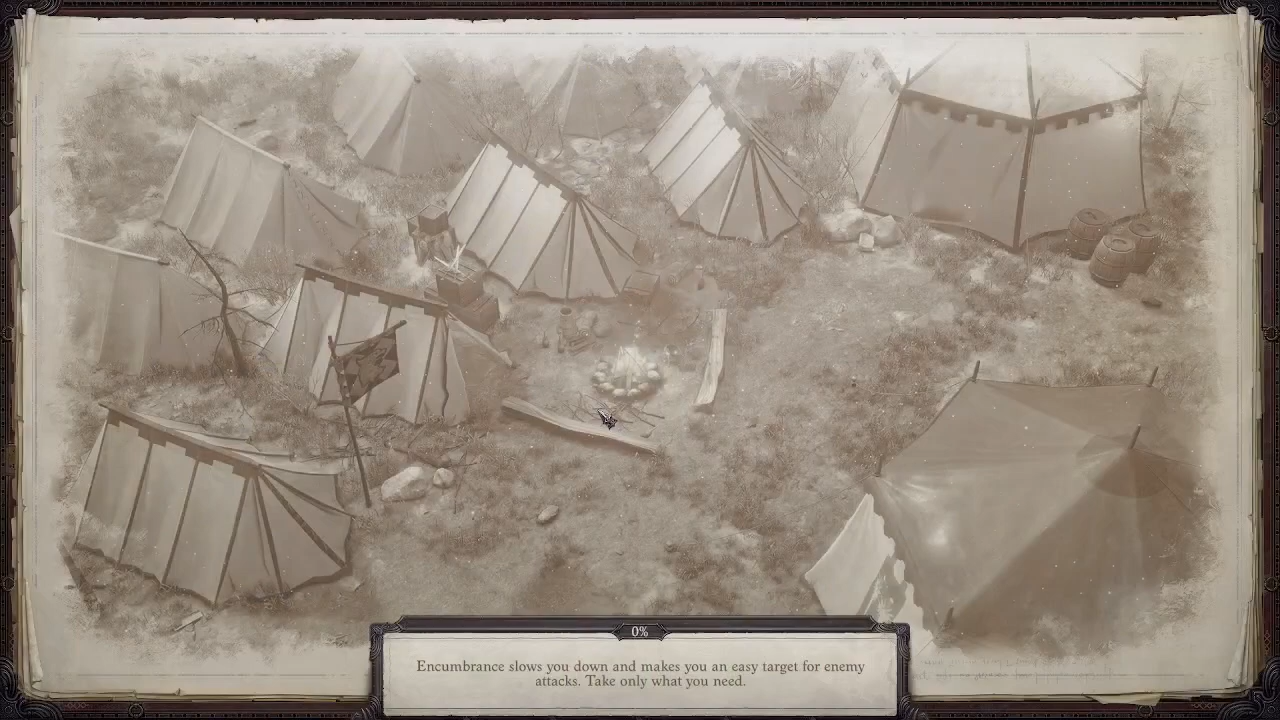 0%
Encumbrance slows you down and makes you an easy target for enemy
attacks. Take only what you need.